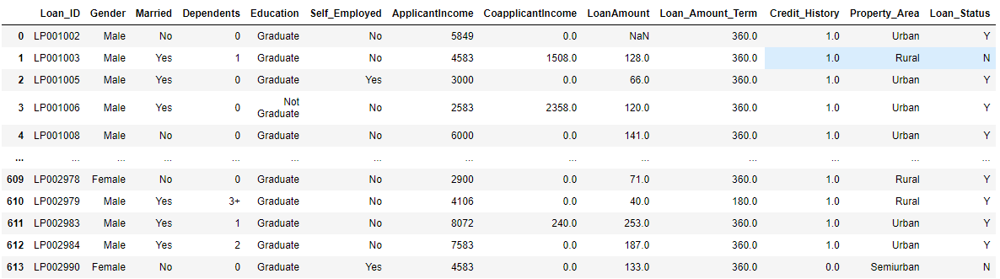 Loan_ID Gender Married Dependents Education Self_Employed ApplicantIncome CoapplicantIncome LoanAmount Loan_Amount_Term Credit_History Property_Area Loan_Status
0 LP001002 Male No 0 Graduate No 5849 0.0 NaN 360.0 1.0 Urban Y
1 LP001003 Male Yes 1 Graduate No 4583 1508.0 128.0 360.0 1.0 Rural N
2 LP001005 Male Yes 0 Graduate Yes 3000 0.0 66.0 360.0 1.0 Urban Y
3 LP001006 Male Yes 0 Not Graduate No 2583 2358.0 120.0 360.0 1.0 Urban Y
4 LP001008 Male No 0 Graduate No 6000 0.0 141.0 360.0 1.0 Urban Y
... ... ... ... ... ... ... ... ... ... ... ... ... ...
609 LP002978 Female No 0 Graduate No 2900 0.0 71.0 360.0 1.0 Rural Y
610 LP002979 Male Yes 3+ Graduate No 4106 0.0 40.0 180.0 1.0 Rural Y
611 LP002983 Male Yes 1 Graduate No 8072 240.0 253.0 360.0 1.0 Urban Y
612 LP002984 Male Yes 2 Graduate No 7583 0.0 187.0 360.0 1.0 Urban Y
613 LP002990 Female No 0 Graduate Yes 4583 0.0 133.0 360.0 0.0 Semiurban N